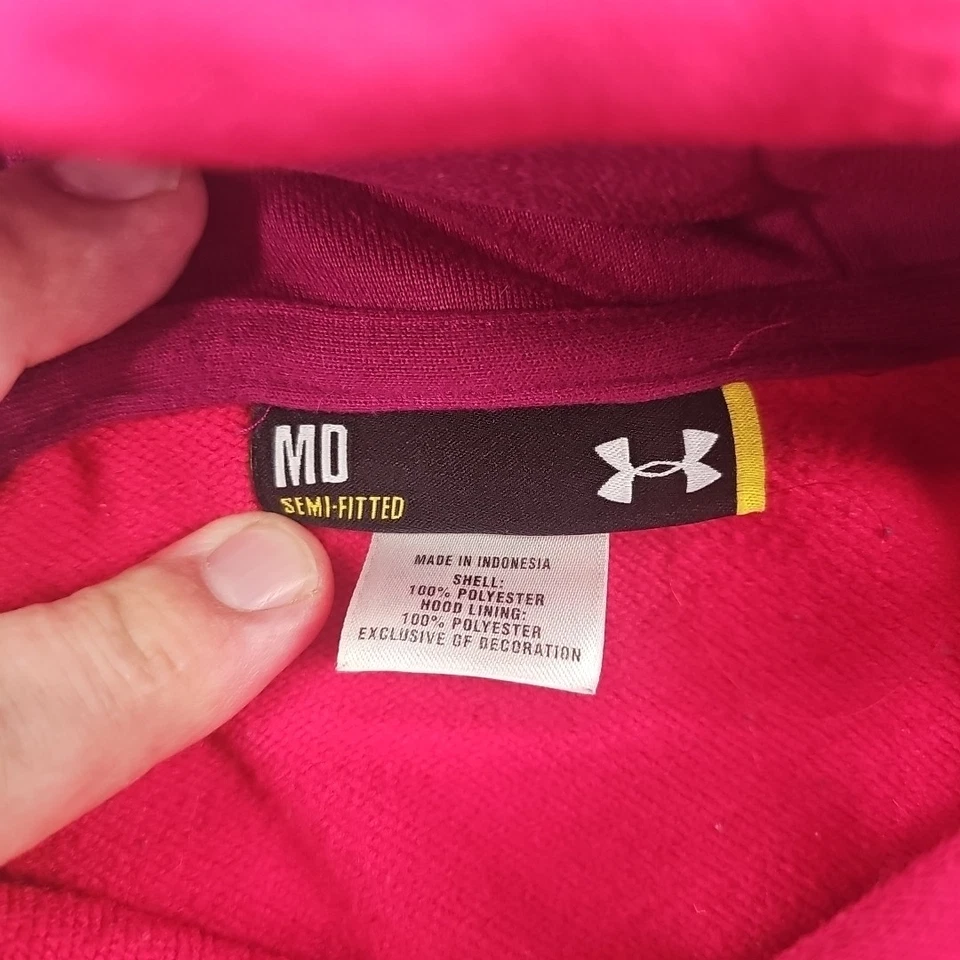 MD
SEMI-FITTED
MADE IN INDONESIA
SHELL:
100% POLYESTER
HOOD LINING:
100% POLYESTER
EXCLUSIVE OF DECORATION